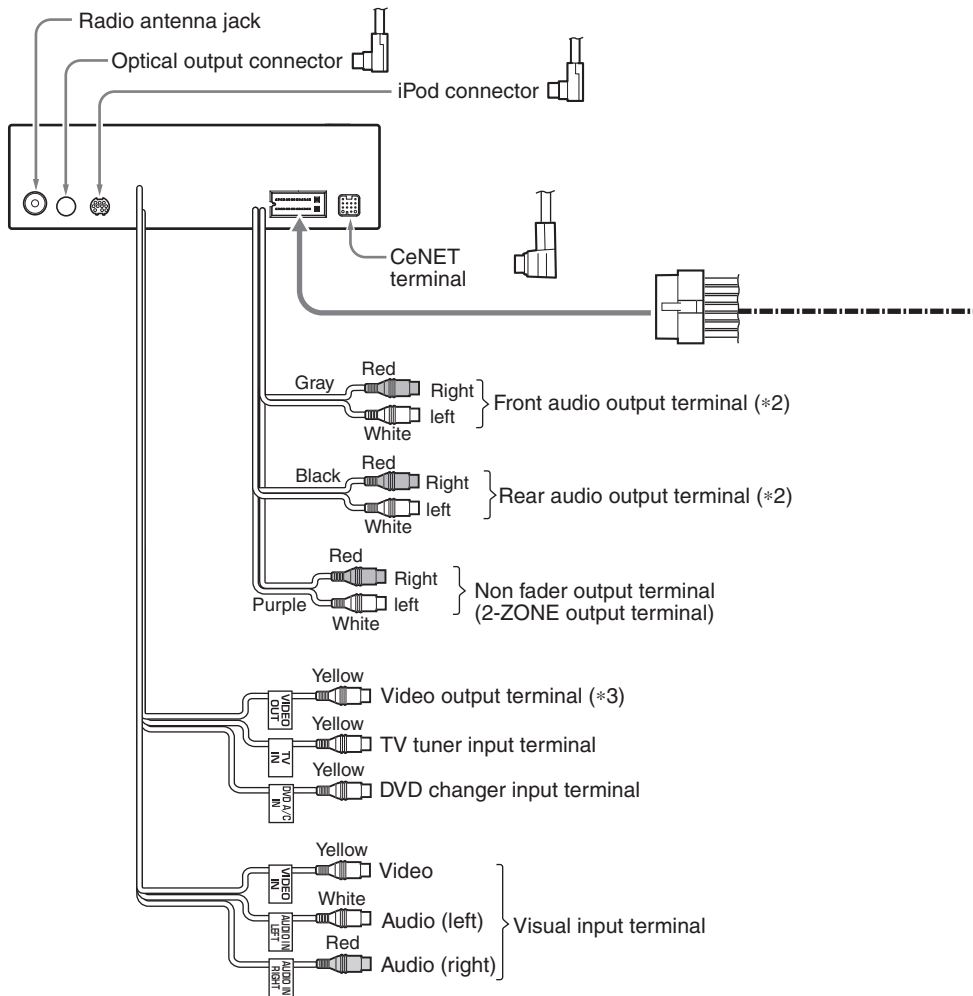 Radio antenna jack
Optical output connector
iPod connector
CeNET
terminal
Red
Gray
Right
left
White
Front audio output terminal (*2)
Red
Black
Right
left
White
Rear audio output terminal (*2)
Red
Right
Purple
left
White
Non fader output terminal
(2-ZONE output terminal)
Yellow
VIDEO
OUT
Video output terminal (*3)
Yellow
TV
IN
TV tuner input terminal
Yellow
DVD A/C
IN
DVD changer input terminal
Yellow
VIDEO
IN
Video
White
AUDIO IN
LEFT
Audio (left)
Visual input terminal
Red
AUDIO IN
RIGHT
Audio (right)